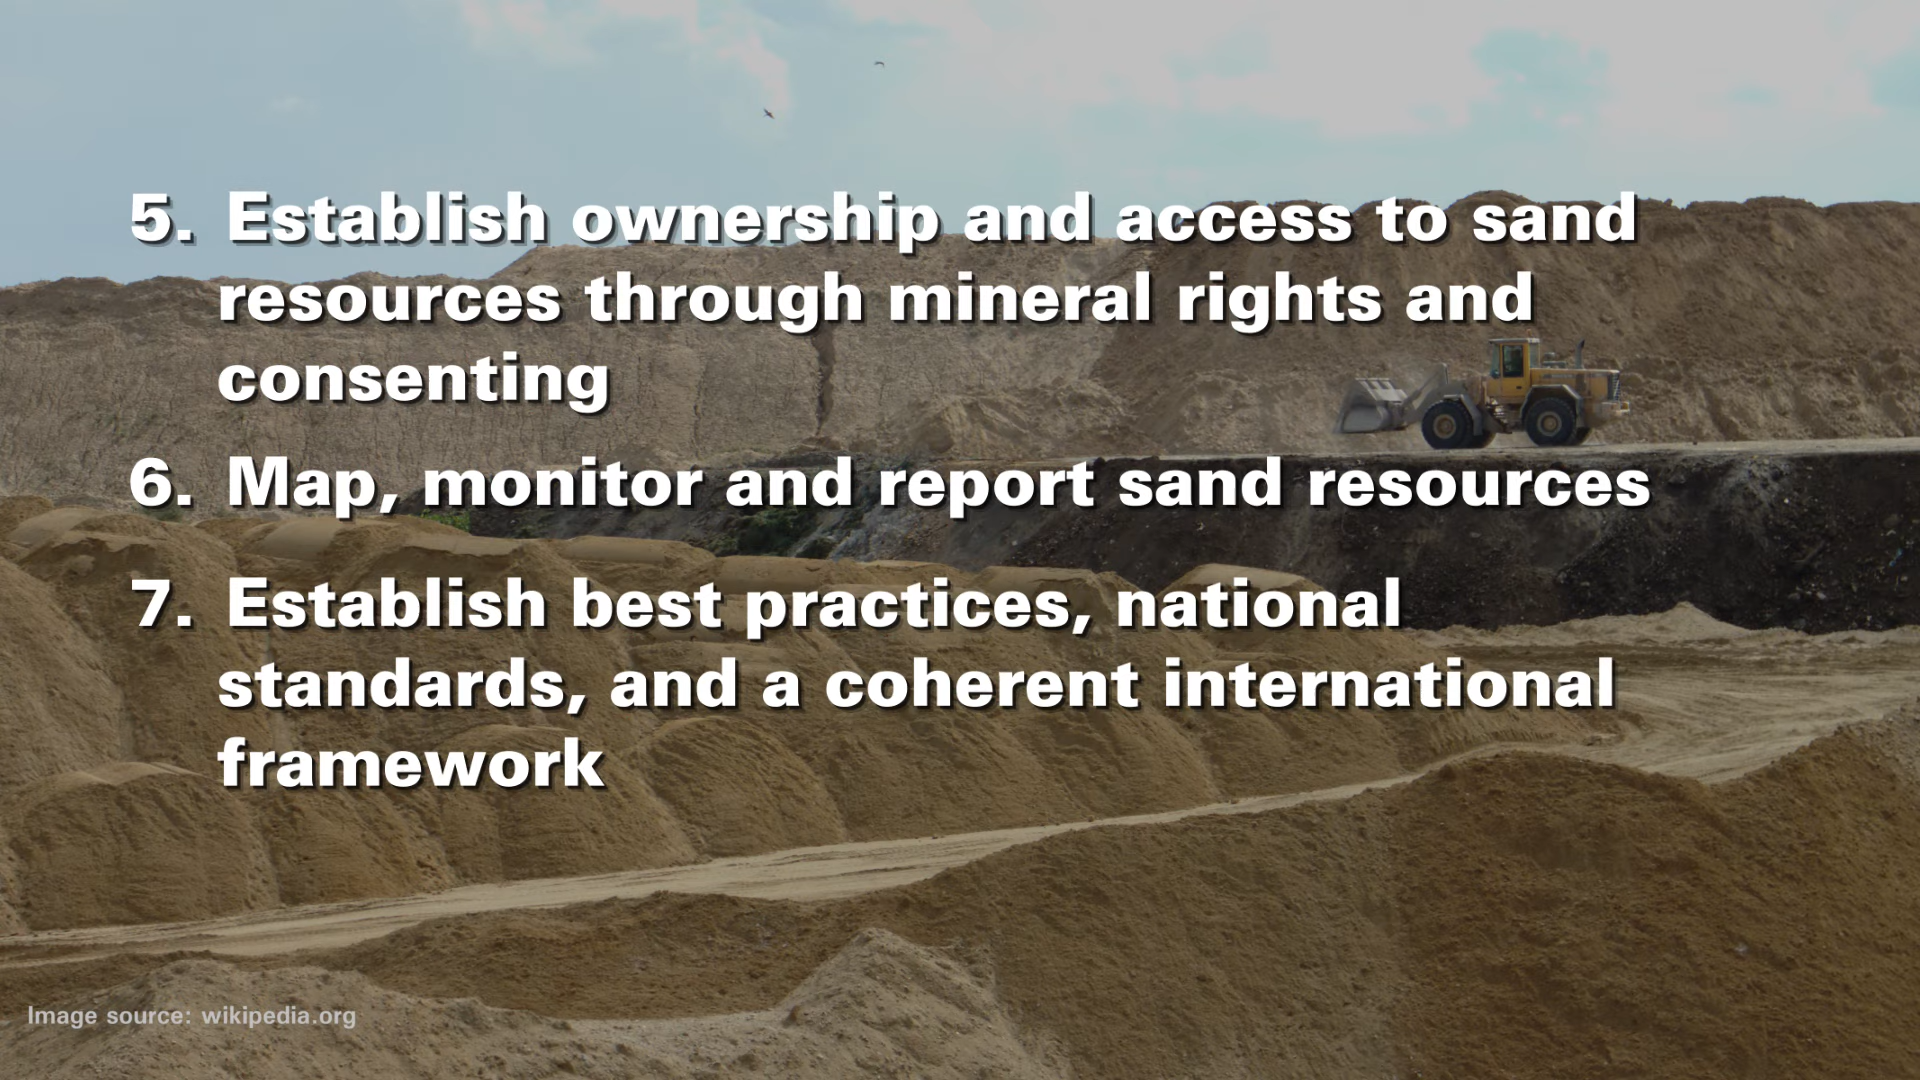 5. Establish ownership and access to sand
resources through mineral rights and
consenting
6. Map, monitor and report sand resources
7. Establish best practices, national
standards, and a coherent international
framework
Image source: wikipedia.org